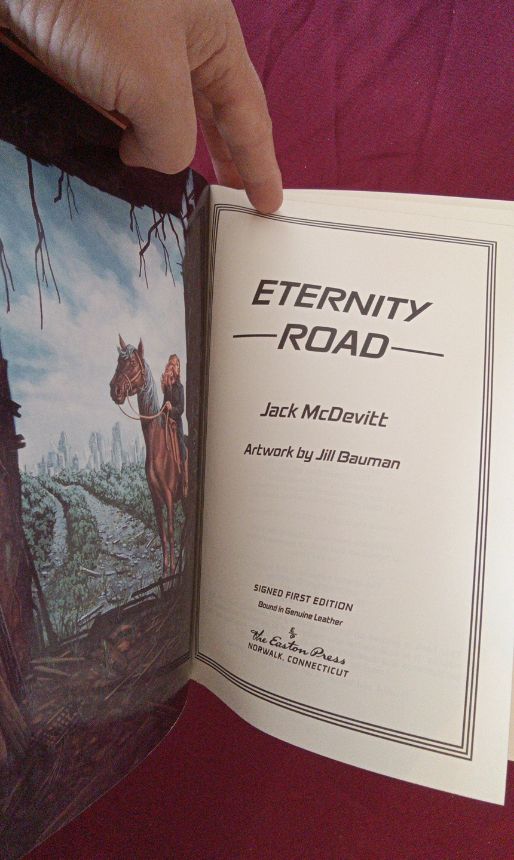 ETERNITY
ROAD
Jack McDevitt
Artwork by Jill Bauman
SIGNED FIRST EDITION
Bound in Genuine Leather
by
The Easton Press
NORWALK, CONNECTICUT